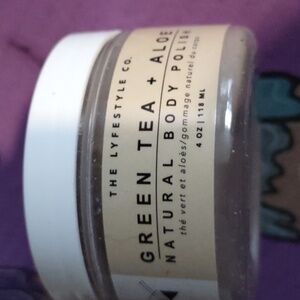 THE LYFESTYLE CO.
GREEN TEA + ALOE
NATURAL BODY POLISH
thé vert et aloès/gommage naturel du corps
4 OZ | 118 ML